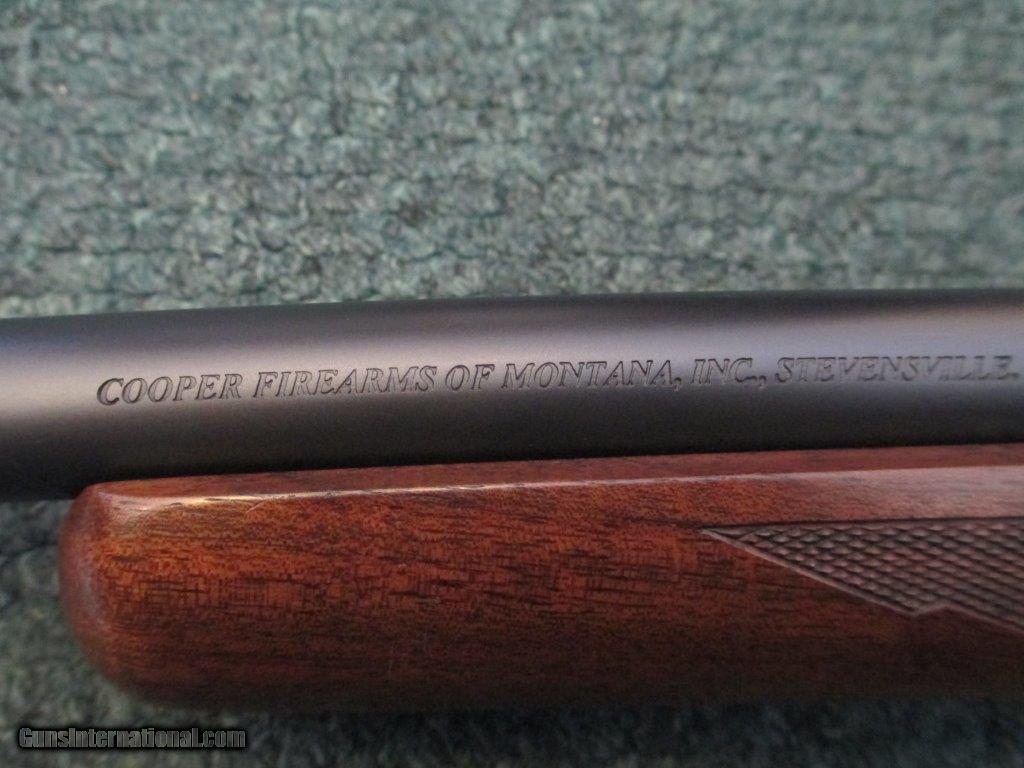 COOPER FIREARMS OF MONTANA, INC., STEVENSVILLE,
GunsInternational.com